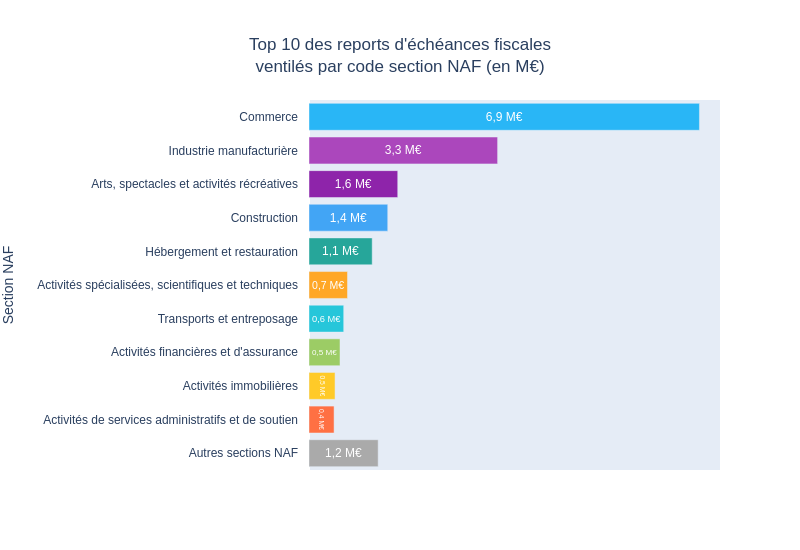 Top 10 des reports d'échéances fiscales
ventilés par code section NAF (en M€)
Section NAF
Commerce 6,9 M€
Industrie manufacturière 3,3 M€
Arts, spectacles et activités récréatives 1,6 M€
Construction 1,4 M€
Hébergement et restauration 1,1 M€
Activités spécialisées, scientifiques et techniques 0,7 M€
Transports et entreposage 0,6 M€
Activités financières et d'assurance 0,5 M€
Activités immobilières
Activités de services administratifs et de soutien 0,4 M€
Autres sections NAF 1,2 M€